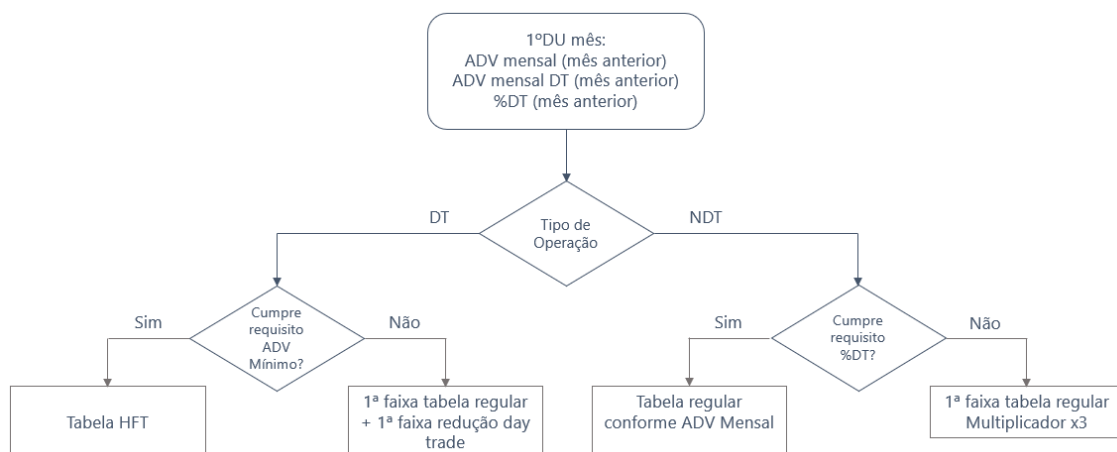 1ºDU mês:
ADV mensal (mês anterior)
ADV mensal DT (mês anterior)
%DT (mês anterior)
DT
Tipo de
Operação
NDT
Sim
Cumpre
requisito
ADV
Mínimo?
Não
Sim
Cumpre
requisito
%DT?
Não
Tabela HFT
1ª faixa tabela regular
+ 1ª faixa redução day
trade
Tabela regular
conforme ADV Mensal
1ª faixa tabela regular
Multiplicador x3